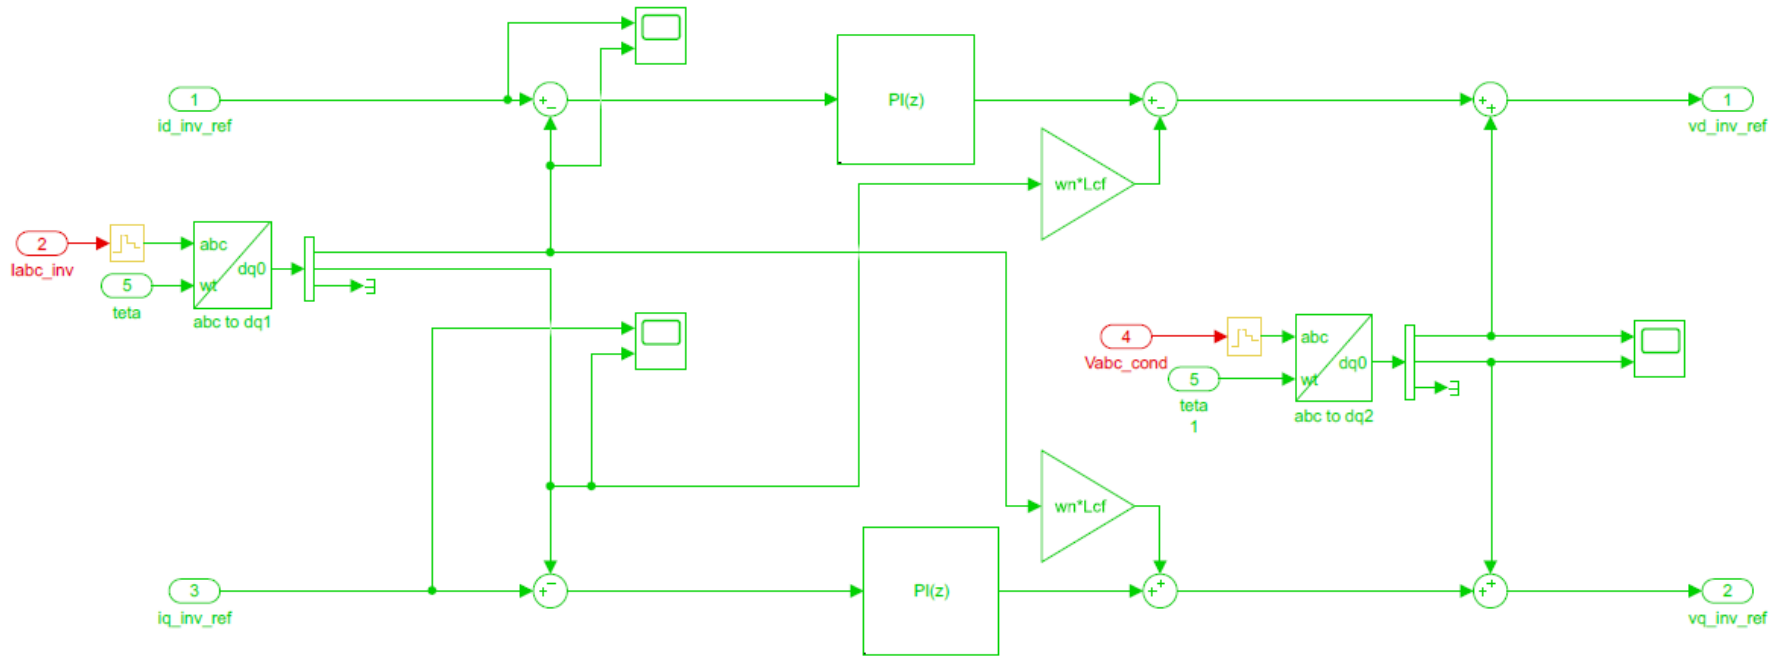 1
id_inv_ref
+
−
PI(z)
+
−
+
+
1
vd_inv_ref
wn*Lcf
2
Iabc_inv
abc
dq0
wt
abc to dq1
5
teta
4
Vabc_cond
abc
dq0
wt
abc to dq2
5
teta
1
wn*Lcf
3
iq_inv_ref
+
−
PI(z)
+
+
+
+
2
vq_inv_ref